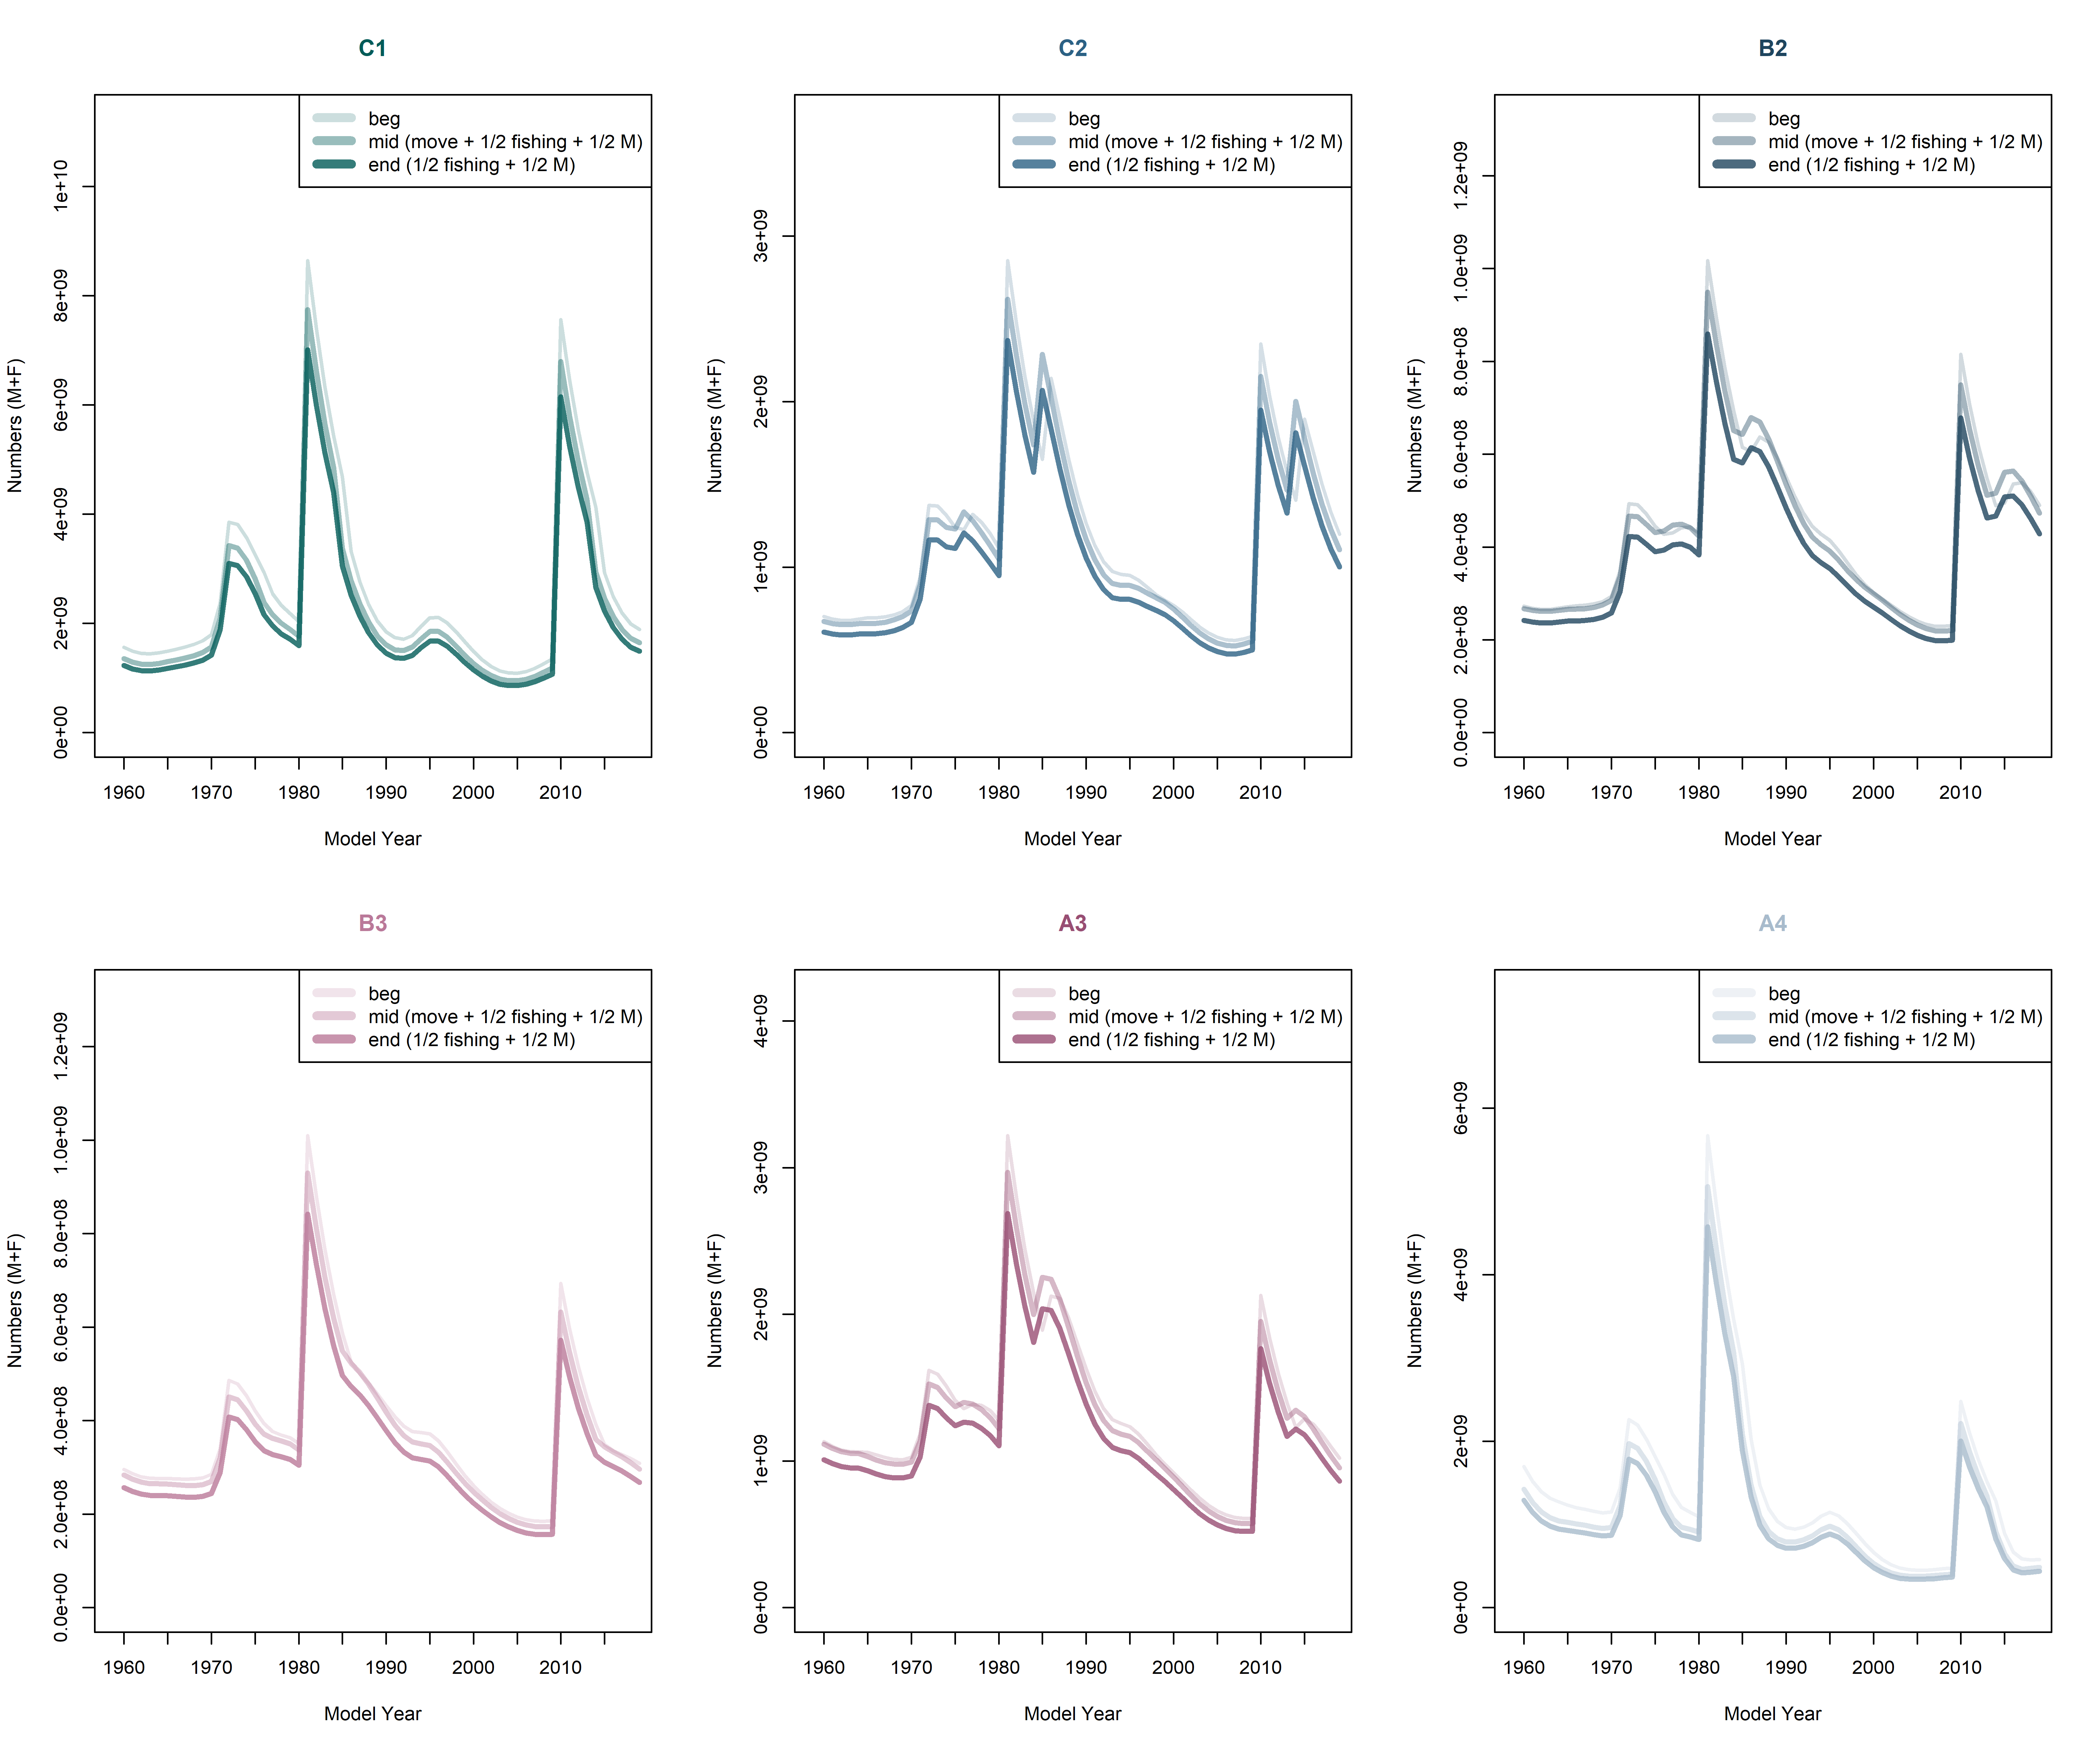 C1
beg
mid (move + 1/2 fishing + 1/2 M)
end (1/2 fishing + 1/2 M)
Numbers (M+F)
0e+00
2e+09
4e+09
6e+09
8e+09
1e+10
1960
1970
1980
1990
2000
2010
Model Year
C2
beg
mid (move + 1/2 fishing + 1/2 M)
end (1/2 fishing + 1/2 M)
Numbers (M+F)
0e+00
1e+09
2e+09
3e+09
1960
1970
1980
1990
2000
2010
Model Year
B2
beg
mid (move + 1/2 fishing + 1/2 M)
end (1/2 fishing + 1/2 M)
Numbers (M+F)
0.0e+00
2.0e+08
4.0e+08
6.0e+08
8.0e+08
1.0e+09
1.2e+09
1960
1970
1980
1990
2000
2010
Model Year
B3
beg
mid (move + 1/2 fishing + 1/2 M)
end (1/2 fishing + 1/2 M)
Numbers (M+F)
0.0e+00
2.0e+08
4.0e+08
6.0e+08
8.0e+08
1.0e+09
1.2e+09
1960
1970
1980
1990
2000
2010
Model Year
A3
beg
mid (move + 1/2 fishing + 1/2 M)
end (1/2 fishing + 1/2 M)
Numbers (M+F)
0e+00
1e+09
2e+09
3e+09
4e+09
1960
1970
1980
1990
2000
2010
Model Year
A4
beg
mid (move + 1/2 fishing + 1/2 M)
end (1/2 fishing + 1/2 M)
Numbers (M+F)
0e+00
2e+09
4e+09
6e+09
1960
1970
1980
1990
2000
2010
Model Year